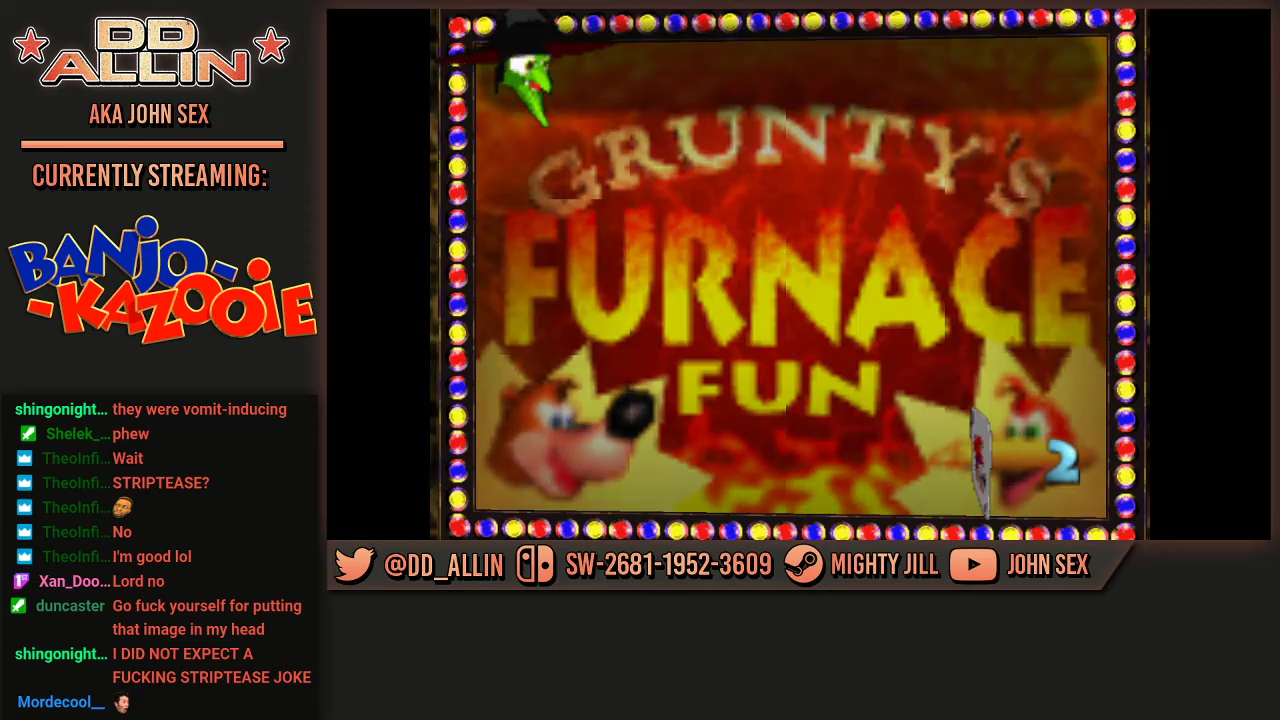 DD
ALLIN
AKA JOHN SEX
CURRENTLY STREAMING:
BANJO-
-KAZOOIE
shingonight... they were vomit-inducing
Shelek_... phew
TheoInfi... Wait
TheoInfi... STRIPTEASE?
TheoInfi...
TheoInfi... No
TheoInfi... I'm good lol
Xan_Doo... Lord no
duncaster Go fuck yourself for putting
that image in my head
shingonight... I DID NOT EXPECT A
FUCKING STRIPTEASE JOKE
Mordecool__
GRUNTY'S
FURNACE
FUN
2
@DD_ALLIN SW-2681-1952-3609 MIGHTY JILL JOHN SEX